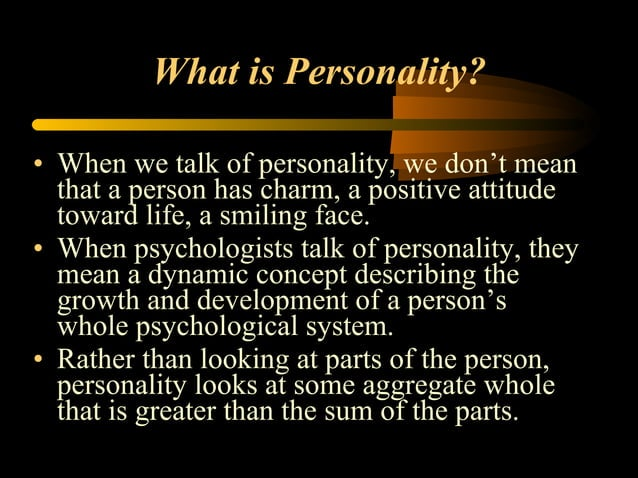 What is Personality?
• When we talk of personality, we don’t mean
that a person has charm, a positive attitude
toward life, a smiling face.
• When psychologists talk of personality, they
mean a dynamic concept describing the
growth and development of a person’s
whole psychological system.
• Rather than looking at parts of the person,
personality looks at some aggregate whole
that is greater than the sum of the parts.